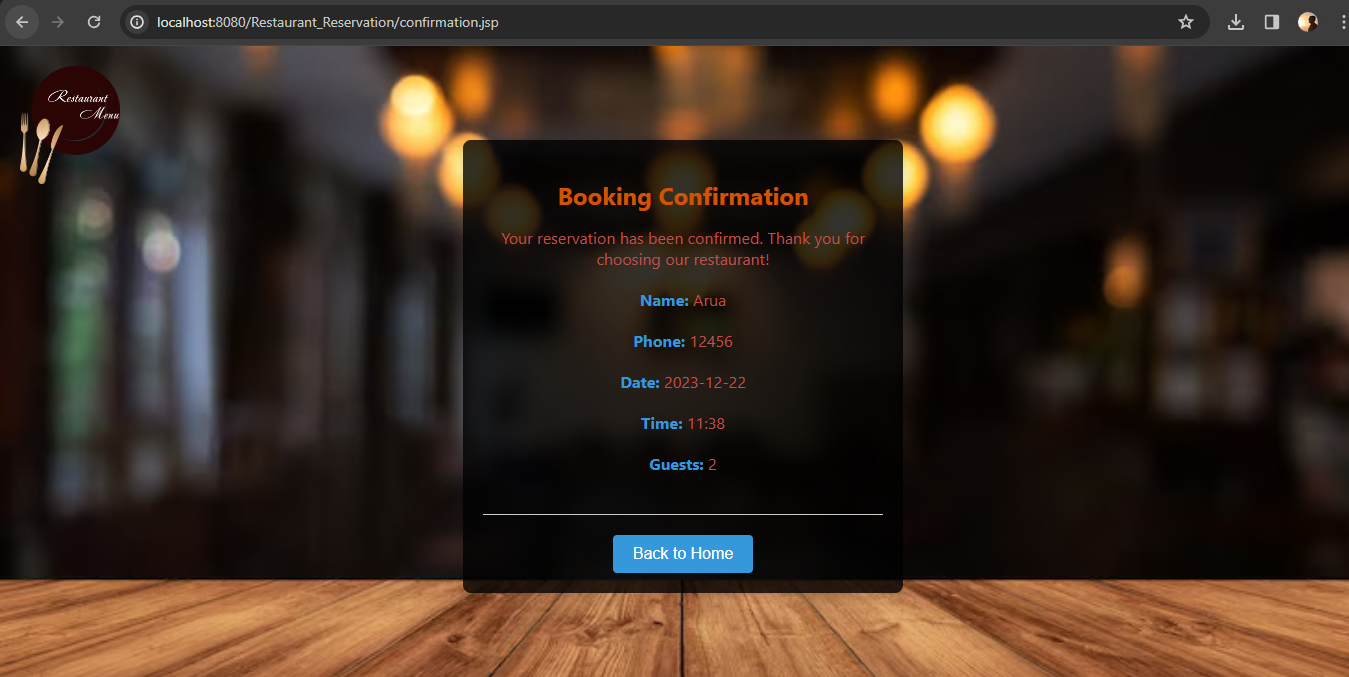 localhost:8080/Restaurant_Reservation/confirmation.jsp
Restaurant
Menu
Booking Confirmation
Your reservation has been confirmed. Thank you for
choosing our restaurant!
Name: Arua
Phone: 12456
Date: 2023-12-22
Time: 11:38
Guests: 2
Back to Home